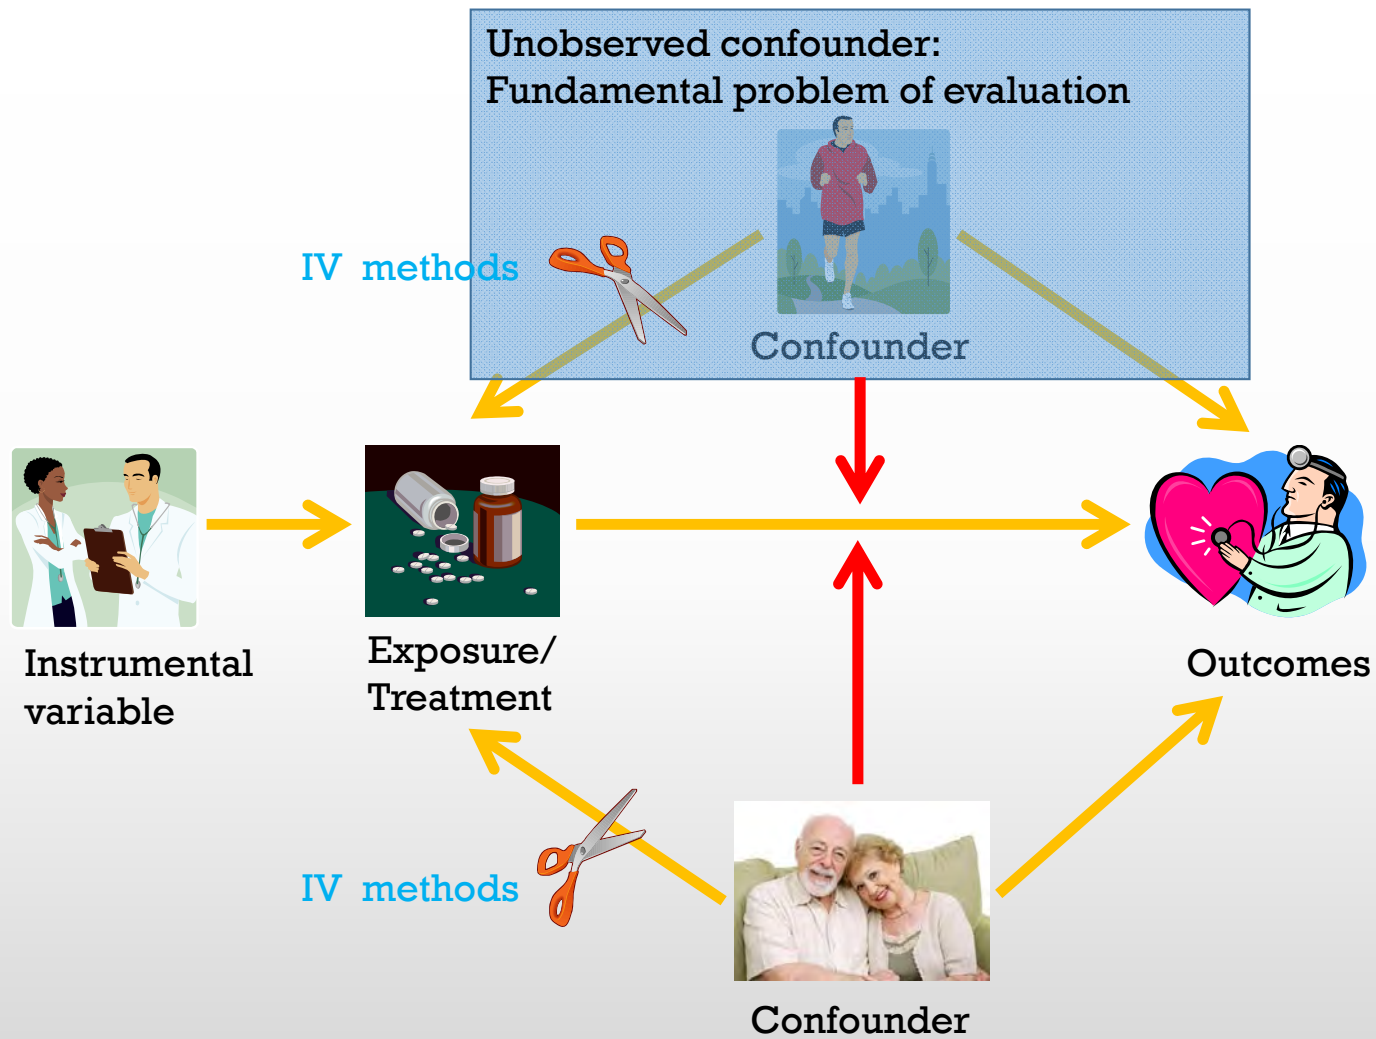 Unobserved confounder:
Fundamental problem of evaluation
IV methods
Confounder
Instrumental
variable
Exposure/
Treatment
Outcomes
IV methods
Confounder